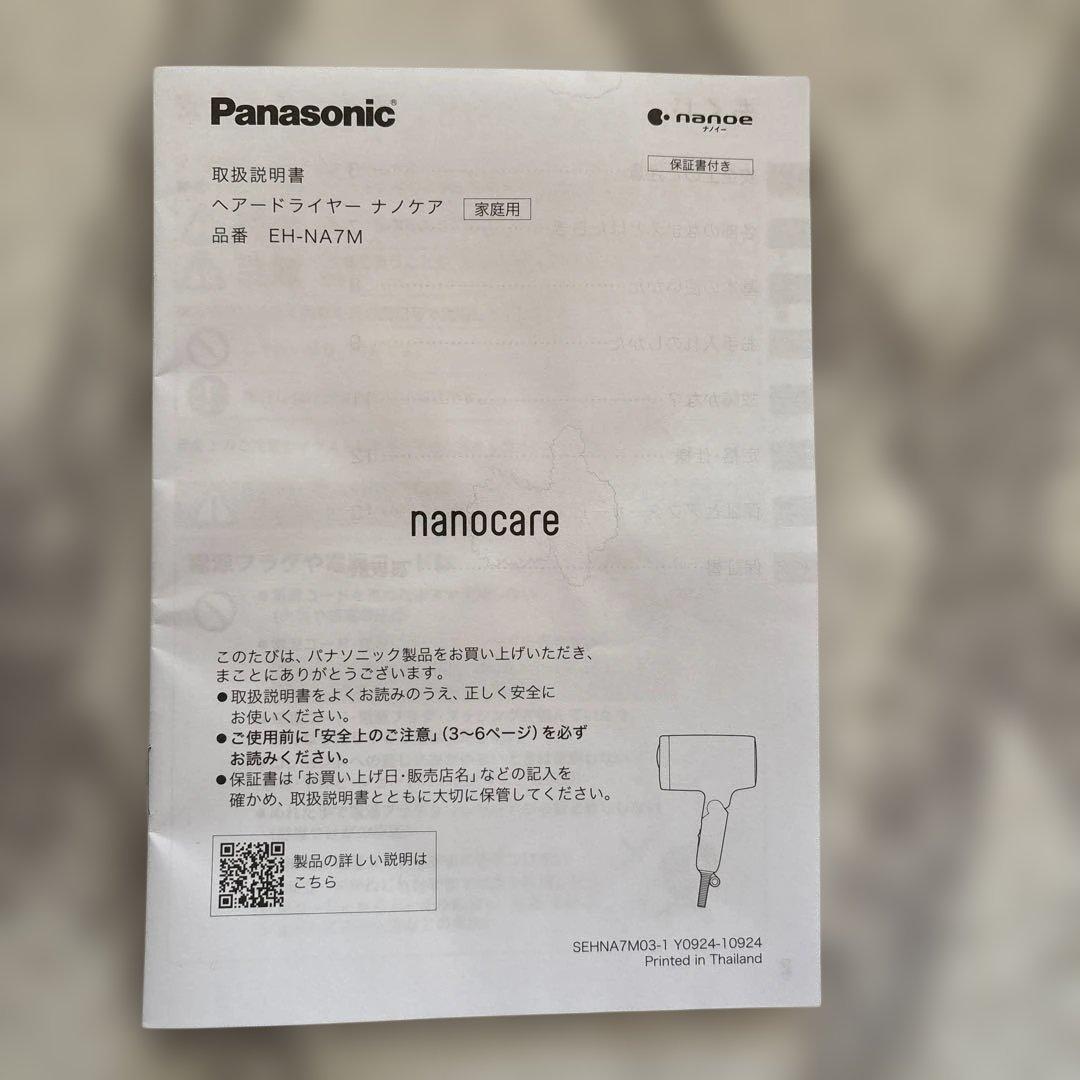 Panasonic®
nanoe
ナノイー
保証書付き
取扱説明書
ヘアードライヤー ナノケア 家庭用
品番 EH-NA7M
nanocare
このたびは、パナソニック製品をお買い上げいただき、
まことにありがとうございます。
●取扱説明書をよくお読みのうえ、正しく安全に
お使いください。
●ご使用前に「安全上のご注意」(3~6ページ)を必ず
お読みください。
●保証書は「お買い上げ日・販売店名」などの記入を
確かめ、取扱説明書とともに大切に保管してください。
製品の詳しい説明は
こちら
SEHNA7M03-1 Y0924-10924
Printed in Thailand